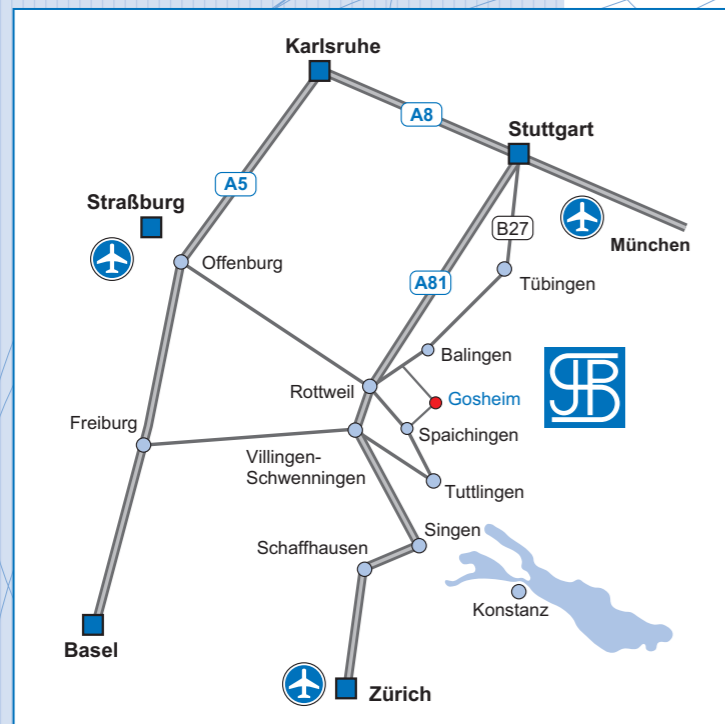 Karlsruhe
A8
Stuttgart
A5
Straßburg
B27
München
Offenburg
A81
Tübingen
Balingen
Rottweil
Gosheim
Freiburg
Spaichingen
Villingen-
Schwenningen
Tuttlingen
Singen
Schaffhausen
Konstanz
Basel
Zürich